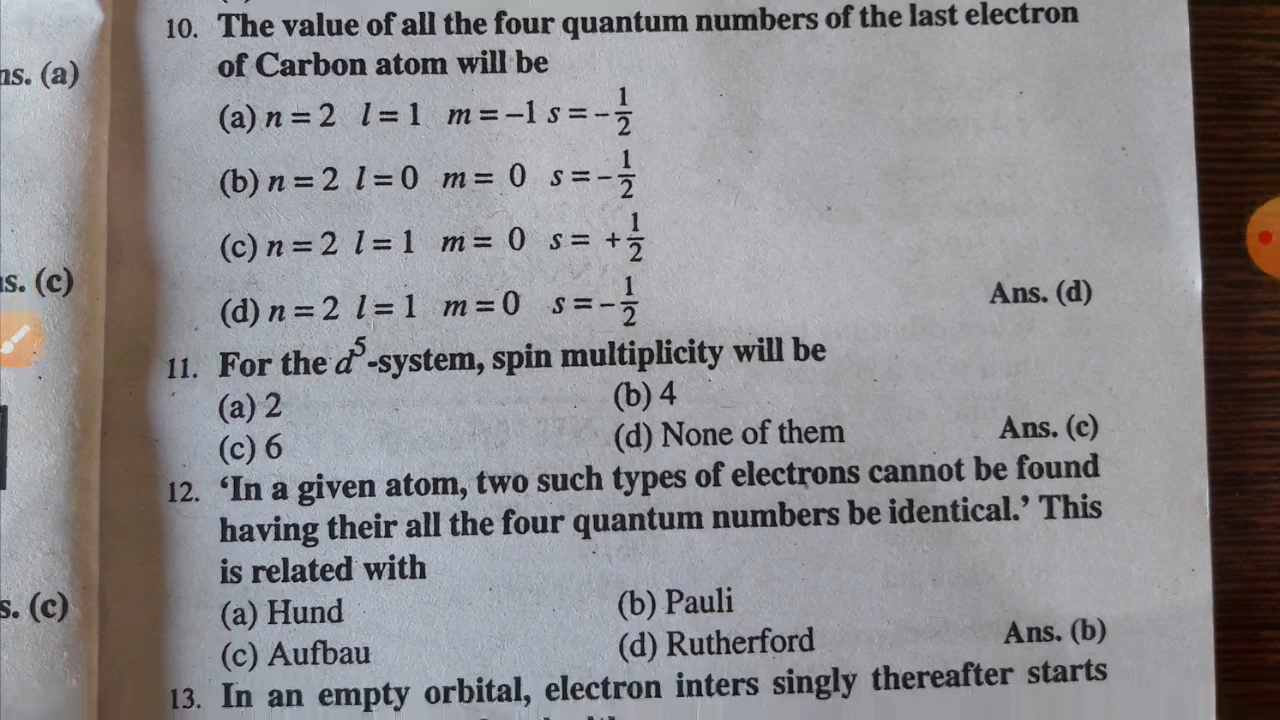 10. The value of all the four quantum numbers of the last electron
of Carbon atom will be
ns. (a)
(a) n = 2 l = 1 m = –1 s = –1/2
(b) n = 2 l = 0 m = 0 s = –1/2
(c) n = 2 l = 1 m = 0 s = +1/2
s. (c)
(d) n = 2 l = 1 m = 0 s = –1/2 Ans. (d)
11. For the d⁵-system, spin multiplicity will be
(a) 2 (b) 4
(c) 6 (d) None of them Ans. (c)
12. ‘In a given atom, two such types of electrons cannot be found
having their all the four quantum numbers be identical.’ This
is related with
s. (c)
(a) Hund (b) Pauli
(c) Aufbau (d) Rutherford Ans. (b)
13. In an empty orbital, electron inters singly thereafter starts